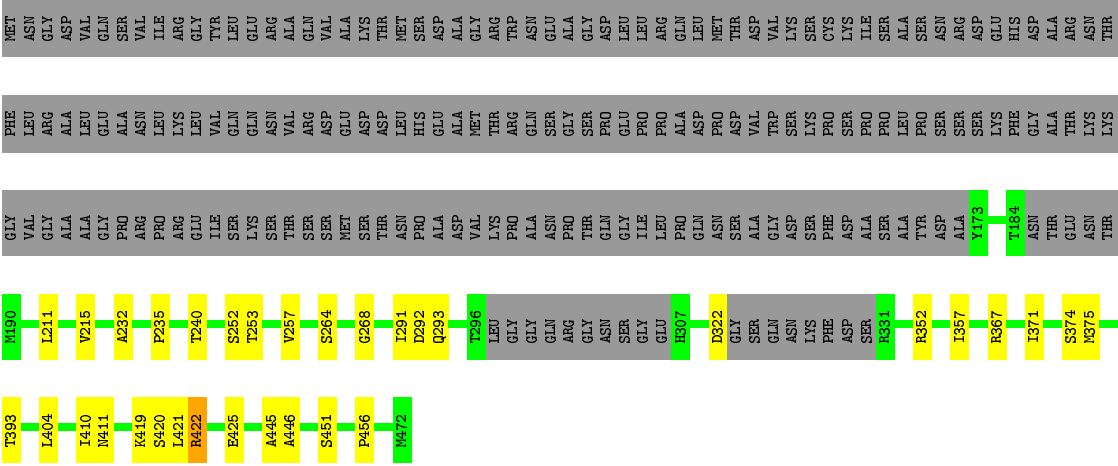 MET ASN GLY ASP VAL GLN SER VAL ILE ARG GLY TYR LEU GLU ARG ALA GLN VAL ALA LYS THR MET SER ASP ALA GLY ARG TRP ASN GLU ALA GLY ASP LEU LEU ARG GLN LEU MET THR ASP VAL LYS SER CYS LYS ILE SER ALA SER ASN ARG ASP GLU HIS ASP ALA ARG ASN THR
PHE LEU ARG ALA LEU GLU ALA ASN LEU LYS LEU VAL GLN GLN ASN VAL ARG ASP GLU ASP ASP LEU HIS GLU ALA MET THR ARG GLN SER GLY SER PRO GLU PRO PRO ALA ASP PRO ASP VAL TRP SER LYS PRO SER PRO PRO LEU PRO SER SER SER LYS PHE GLY ALA THR LYS LYS
GLY VAL GLY ALA ALA GLY PRO ARG PRO ARG GLU ILE SER LYS SER THR SER SER MET SER THR ASN PRO ALA ASP VAL LYS PRO ALA ASN PRO THR GLN GLY ILE LEU PRO GLN ASN SER ALA GLY ASP SER PHE ASP ALA SER ALA TYR ASP ALA Y173 T184 ASN THR GLU ASN THR
M190 L211 V215 A232 P235 T240 S252 T253 V257 S264 G268 I291 D292 Q293 T296 LEU GLY GLY GLN ARG GLY ASN SER GLY GLU H307 D322 GLY SER GLN ASN LYS PHE ASP SER R331 R352 I357 R367 I371 S374 M375
T393 L404 I410 N411 K419 S420 L421 R422 E425 A445 A446 S451 P456 M472